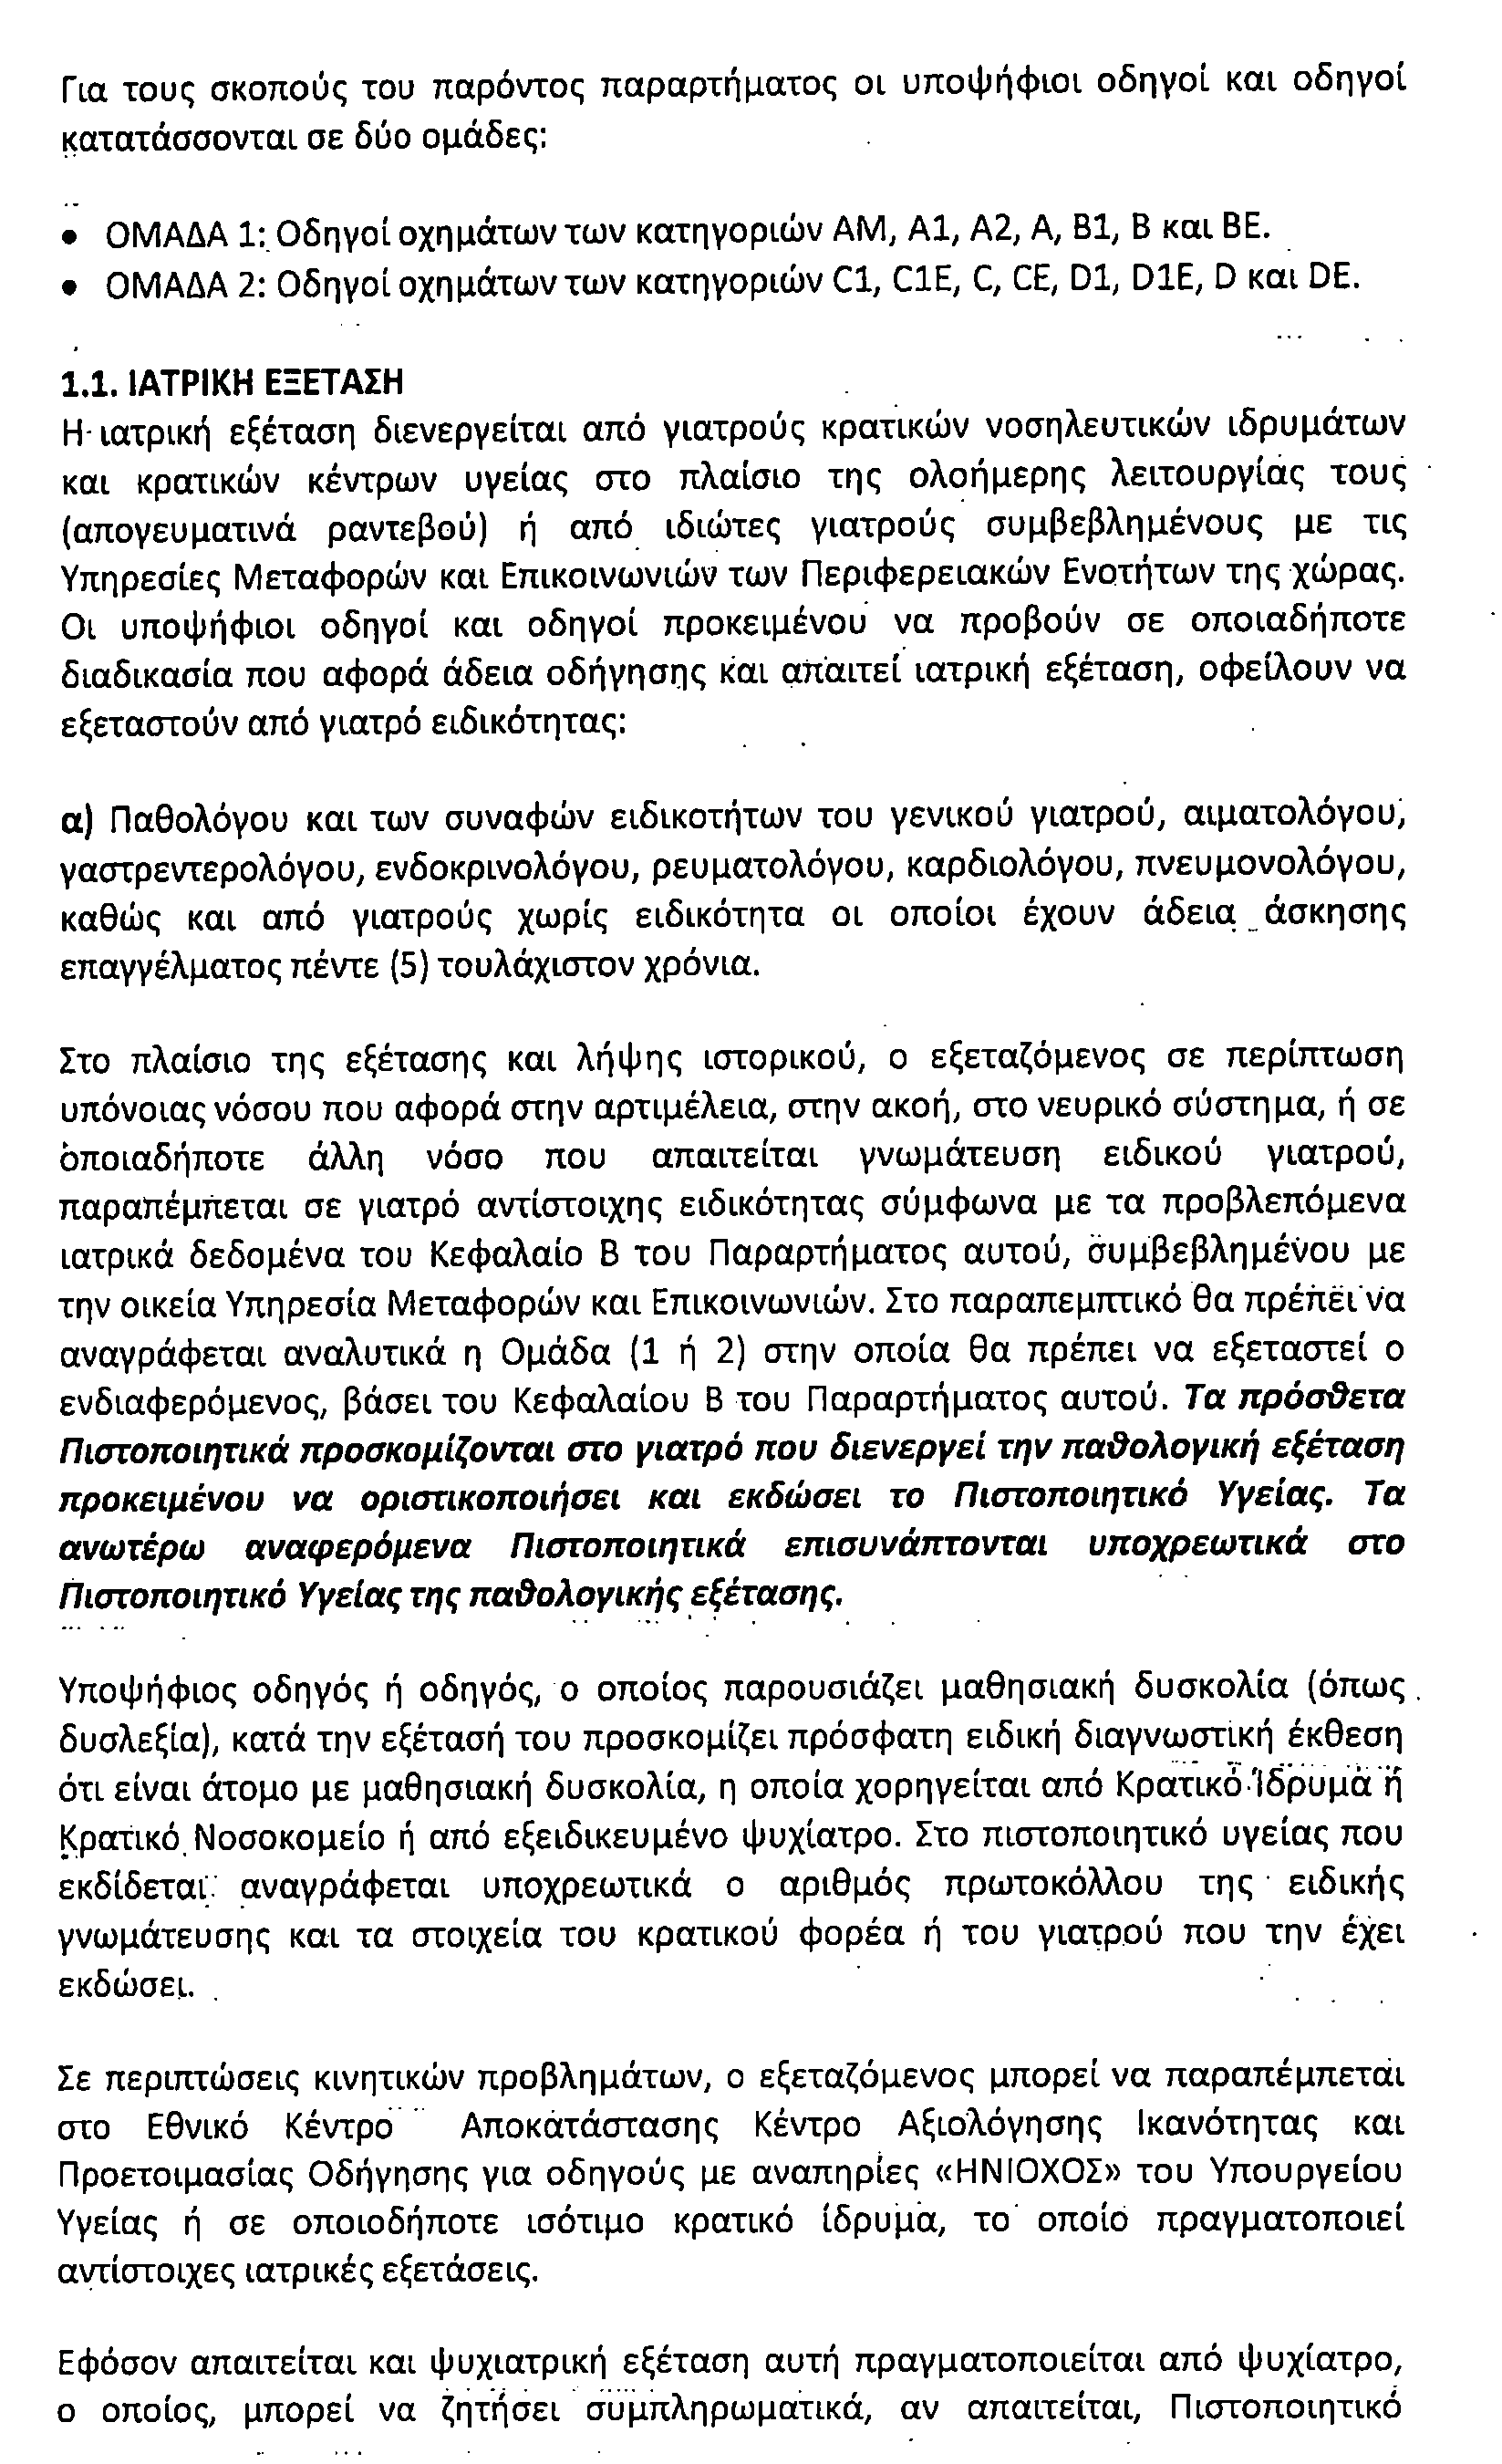 Για τους σκοπούς του παρόντος παραρτήματος οι υποψήφιοι οδηγοί και οδηγοί
κατατάσσονται σε δύο ομάδες:
• ΟΜΑΔΑ 1: Οδηγοί οχημάτων των κατηγοριών ΑΜ, Α1, Α2, Α, Β1, Β και ΒΕ.
• ΟΜΑΔΑ 2: Οδηγοί οχημάτων των κατηγοριών C1, C1E, C, CE, D1, D1E, D και DE.
1.1. ΙΑΤΡΙΚΗ ΕΞΕΤΑΣΗ
Η ιατρική εξέταση διενεργείται από γιατρούς κρατικών νοσηλευτικών ιδρυμάτων
και κρατικών κέντρων υγείας στο πλαίσιο της ολοήμερης λειτουργίας τους
(απογευματινά ραντεβού) ή από ιδιώτες γιατρούς συμβεβλημένους με τις
Υπηρεσίες Μεταφορών και Επικοινωνιών των Περιφερειακών Ενοτήτων της χώρας.
Οι υποψήφιοι οδηγοί και οδηγοί προκειμένου να προβούν σε οποιαδήποτε
διαδικασία που αφορά άδεια οδήγησης και απαιτεί ιατρική εξέταση, οφείλουν να
εξεταστούν από γιατρό ειδικότητας:
α) Παθολόγου και των συναφών ειδικοτήτων του γενικού γιατρού, αιματολόγου,
γαστρεντερολόγου, ενδοκρινολόγου, ρευματολόγου, καρδιολόγου, πνευμονολόγου,
καθώς και από γιατρούς χωρίς ειδικότητα οι οποίοι έχουν άδεια άσκησης
επαγγέλματος πέντε (5) τουλάχιστον χρόνια.
Στο πλαίσιο της εξέτασης και λήψης ιστορικού, ο εξεταζόμενος σε περίπτωση
υπόνοιας νόσου που αφορά στην αρτιμέλεια, στην ακοή, στο νευρικό σύστημα, ή σε
οποιαδήποτε άλλη νόσο που απαιτείται γνωμάτευση ειδικού γιατρού,
παραπέμπεται σε γιατρό αντίστοιχης ειδικότητας σύμφωνα με τα προβλεπόμενα
ιατρικά δεδομένα του Κεφαλαίο Β του Παραρτήματος αυτού, συμβεβλημένου με
την οικεία Υπηρεσία Μεταφορών και Επικοινωνιών. Στο παραπεμπτικό θα πρέπει να
αναγράφεται αναλυτικά η Ομάδα (1 ή 2) στην οποία θα πρέπει να εξεταστεί ο
ενδιαφερόμενος, βάσει του Κεφαλαίου Β του Παραρτήματος αυτού. Τα πρόσθετα
Πιστοποιητικά προσκομίζονται στο γιατρό που διενεργεί την παθολογική εξέταση
προκειμένου να οριστικοποιήσει και εκδώσει το Πιστοποιητικό Υγείας. Τα
ανωτέρω αναφερόμενα Πιστοποιητικά επισυνάπτονται υποχρεωτικά στο
Πιστοποιητικό Υγείας της παθολογικής εξέτασης.
Υποψήφιος οδηγός ή οδηγός, ο οποίος παρουσιάζει μαθησιακή δυσκολία (όπως
δυσλεξία), κατά την εξέτασή του προσκομίζει πρόσφατη ειδική διαγνωστική έκθεση
ότι είναι άτομο με μαθησιακή δυσκολία, η οποία χορηγείται από Κρατικό Ίδρυμα ή
Κρατικό Νοσοκομείο ή από εξειδικευμένο ψυχίατρο. Στο πιστοποιητικό υγείας που
εκδίδεται αναγράφεται υποχρεωτικά ο αριθμός πρωτοκόλλου της ειδικής
γνωμάτευσης και τα στοιχεία του κρατικού φορέα ή του γιατρού που την έχει
εκδώσει.
Σε περιπτώσεις κινητικών προβλημάτων, ο εξεταζόμενος μπορεί να παραπέμπεται
στο Εθνικό Κέντρο Αποκατάστασης Κέντρο Αξιολόγησης Ικανότητας και
Προετοιμασίας Οδήγησης για οδηγούς με αναπηρίες «ΗΝΙΟΧΟΣ» του Υπουργείου
Υγείας ή σε οποιοδήποτε ισότιμο κρατικό ίδρυμα, το οποίο πραγματοποιεί
αντίστοιχες ιατρικές εξετάσεις.
Εφόσον απαιτείται και ψυχιατρική εξέταση αυτή πραγματοποιείται από ψυχίατρο,
ο οποίος, μπορεί να ζητήσει συμπληρωματικά, αν απαιτείται, Πιστοποιητικό